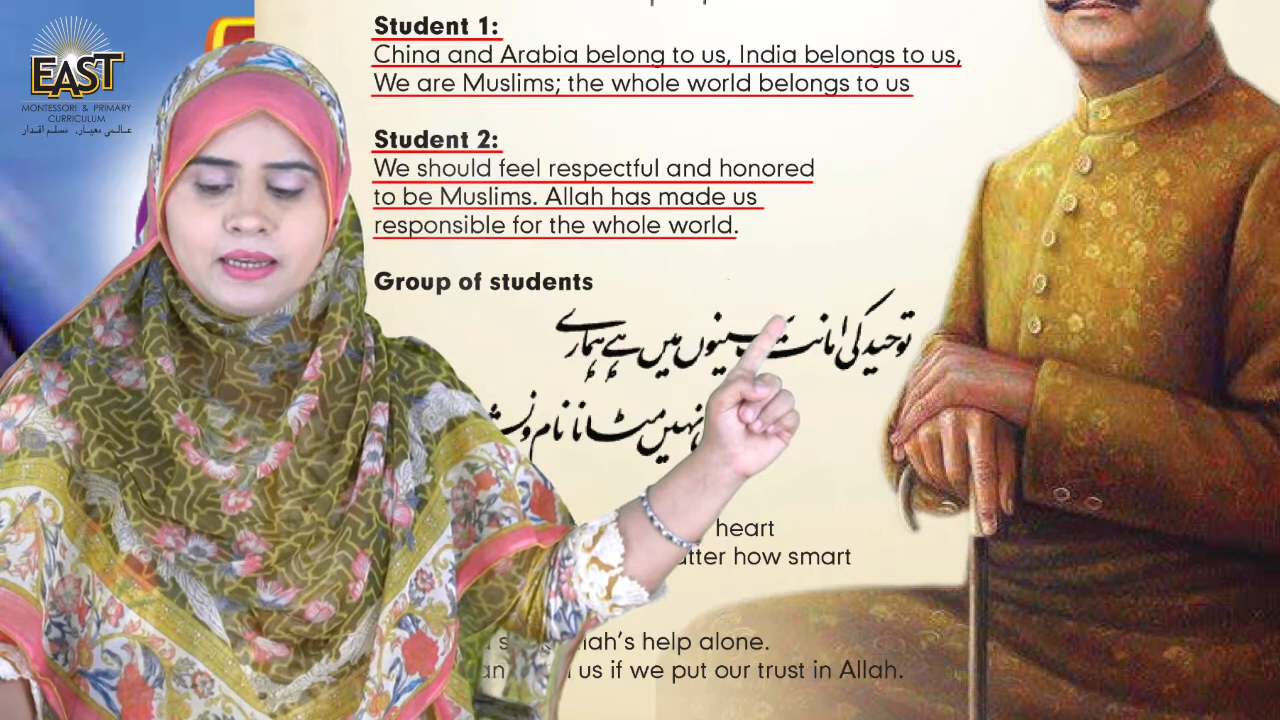 EAST
MONTESSORI & PRIMARY
CURRICULUM
عالمی معیار، مسلم اقدار
Student 1:
China and Arabia belong to us, India belongs to us,
We are Muslims; the whole world belongs to us
Student 2:
We should feel respectful and honored
to be Muslims. Allah has made us
responsible for the whole world.
Group of students
توحید کی امانت سینوں میں ہے ہمارے
نہیں مٹانا نام و
heart
how smart
help alone.
us if we put our trust in Allah.